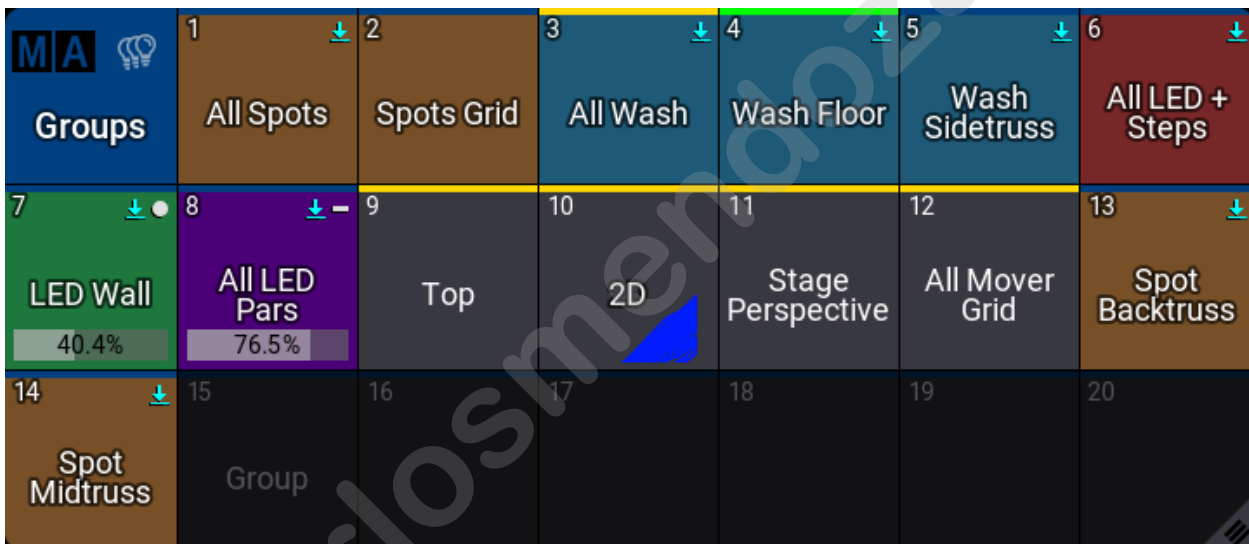 1 2 3 4 5 6
MA
Groups
All Spots
Spots Grid
All Wash
Wash Floor
Wash
Sidetruss
All LED +
Steps
7 8 9 10 11 12 13
LED Wall
40.4%
All LED
Pars
76.5%
Top
2D
Stage
Perspective
All Mover
Grid
Spot
Backtruss
14 15 16 17 18 19 20
Spot
Midtruss
Group
rlosmendoza